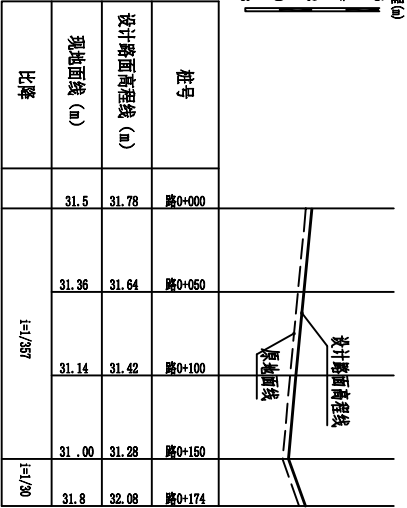 程(m)
设计路面高程线
原地面线
桩号 路0+000 路0+050 路0+100 路0+150 路0+174
设计路面高程线 (m) 31.78 31.64 31.42 31.28 32.08
现地面线 (m) 31.5 31.36 31.14 31 .00 31.8
比降 i=1/357 i=1/30